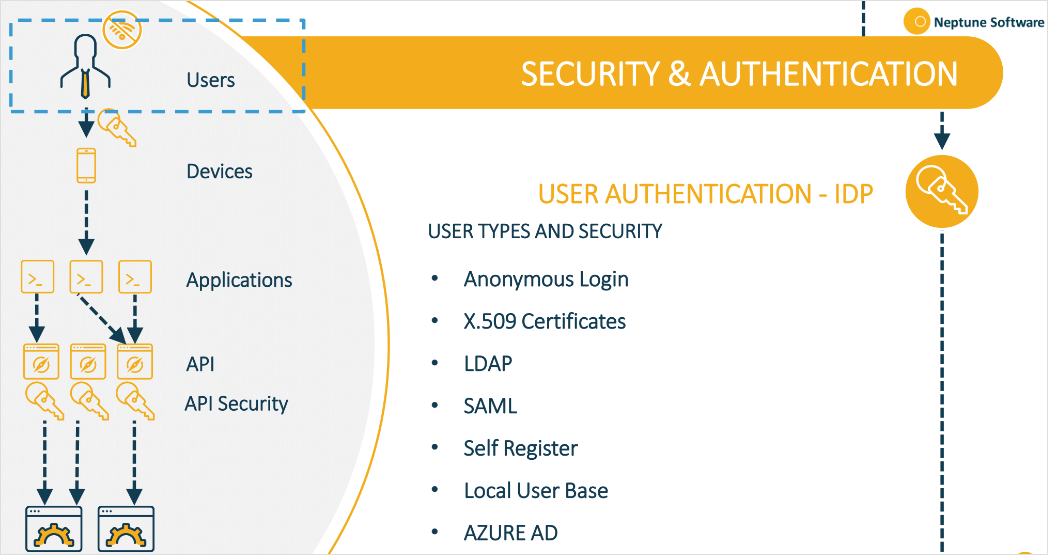 Neptune Software
SECURITY & AUTHENTICATION
Users
Devices
Applications
>_ >_ >_
API
API Security
USER AUTHENTICATION - IDP
USER TYPES AND SECURITY
• Anonymous Login
• X.509 Certificates
• LDAP
• SAML
• Self Register
• Local User Base
• AZURE AD